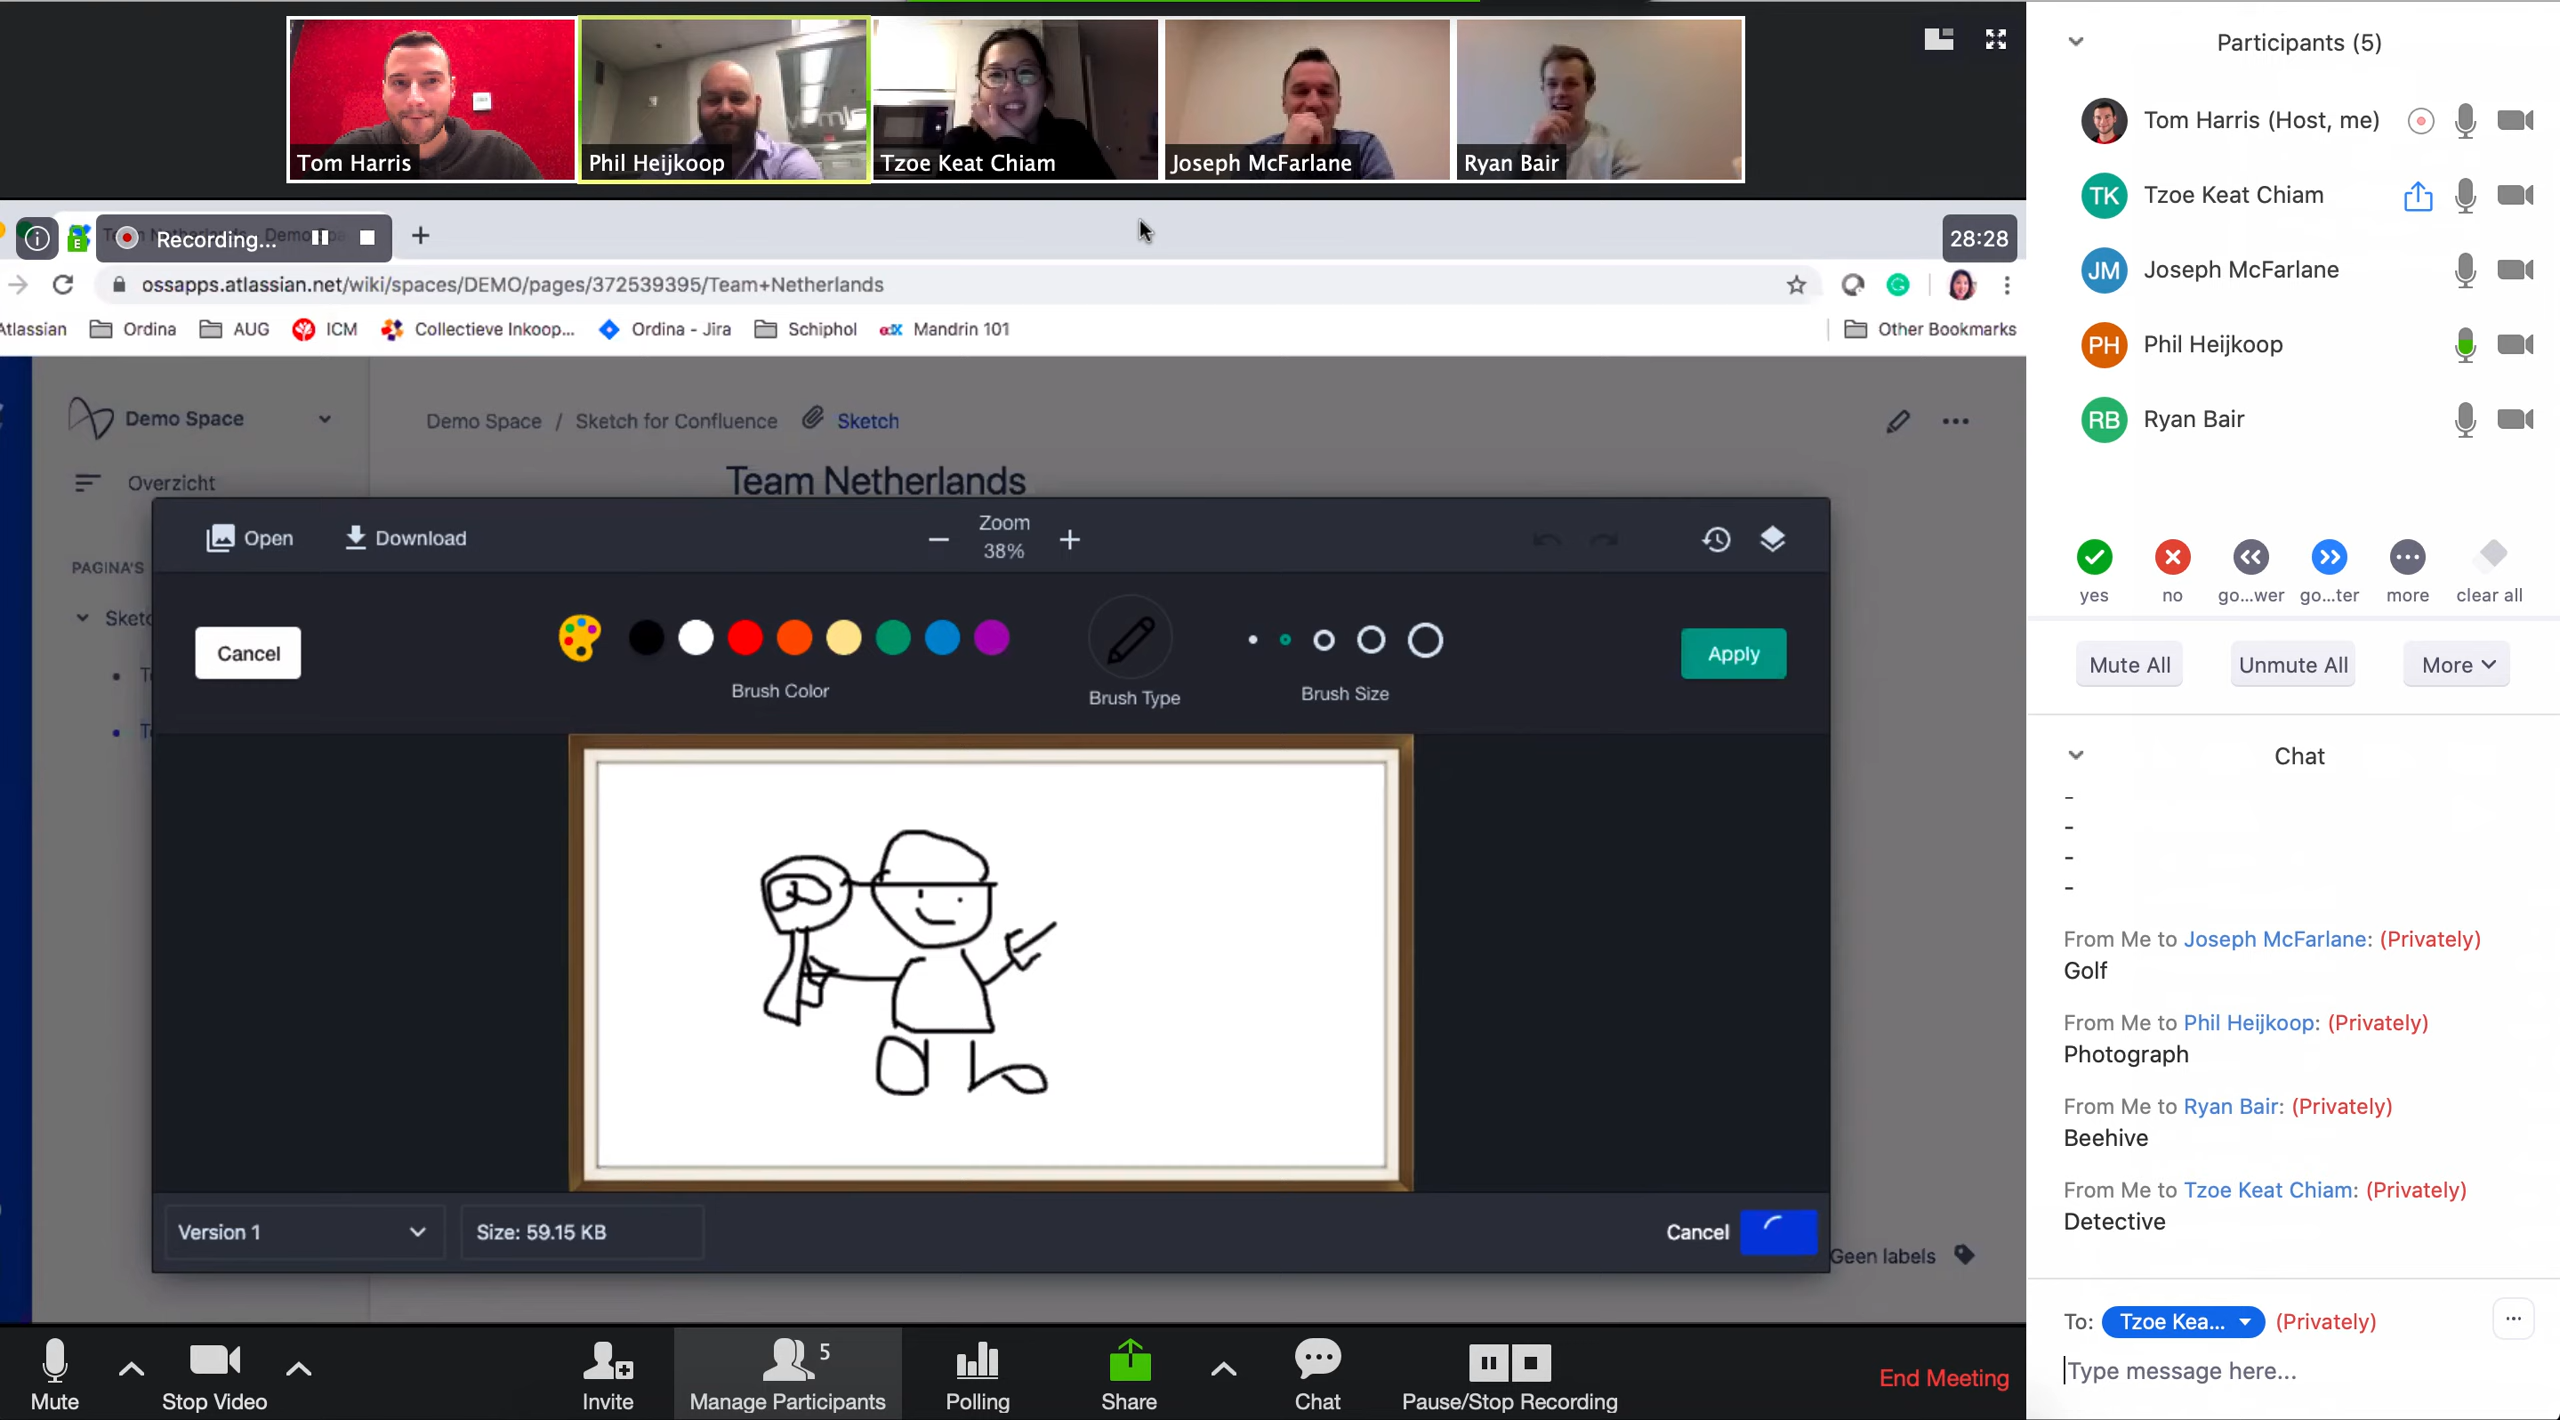 Tom Harris
Phil Heijkoop
Tzoe Keat Chiam
Joseph McFarlane
Ryan Bair
Recording...
28:28
ossapps.atlassian.net/wiki/spaces/DEMO/pages/372539395/Team+Netherlands
Atlassian
Ordina
AUG
ICM
Collectieve Inkoop...
Ordina - Jira
Schiphol
Mandrin 101
Other Bookmarks
Demo Space
Demo Space / Sketch for Confluence
Sketch
Overzicht
Team Netherlands
PAGINA'S
Open
Download
Zoom
38%
Cancel
Brush Color
Brush Type
Brush Size
Apply
Version 1
Size: 59.15 KB
Cancel
Geen labels
Mute
Stop Video
Invite
5
Manage Participants
Polling
Share
Chat
Pause/Stop Recording
End Meeting
Participants (5)
Tom Harris (Host, me)
TK Tzoe Keat Chiam
JM Joseph McFarlane
PH Phil Heijkoop
RB Ryan Bair
yes
no
go...wer
go...ter
more
clear all
Mute All
Unmute All
More
Chat
-
-
-
-
From Me to Joseph McFarlane: (Privately)
Golf
From Me to Phil Heijkoop: (Privately)
Photograph
From Me to Ryan Bair: (Privately)
Beehive
From Me to Tzoe Keat Chiam: (Privately)
Detective
To: Tzoe Kea... (Privately)
Type message here...